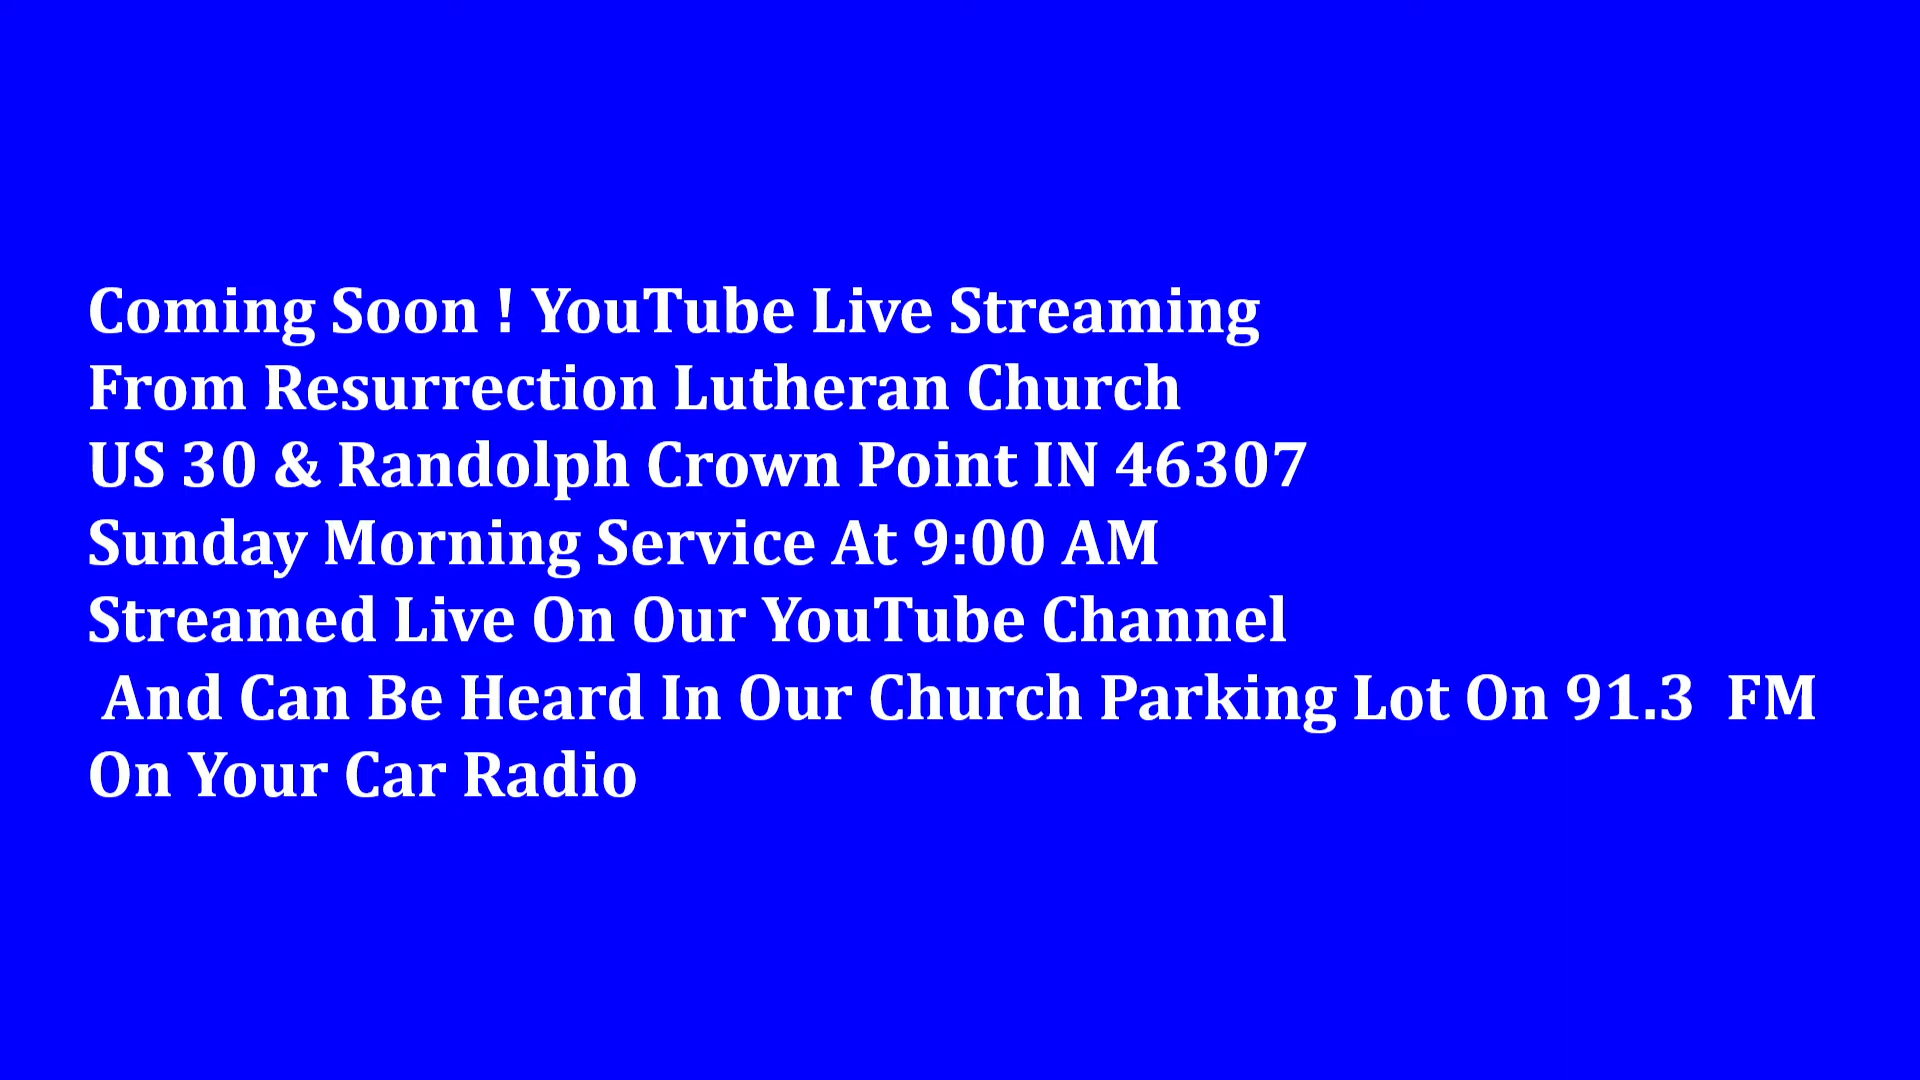 Coming Soon ! YouTube Live Streaming
From Resurrection Lutheran Church
US 30 & Randolph Crown Point IN 46307
Sunday Morning Service At 9:00 AM
Streamed Live On Our YouTube Channel
And Can Be Heard In Our Church Parking Lot On 91.3  FM
On Your Car Radio